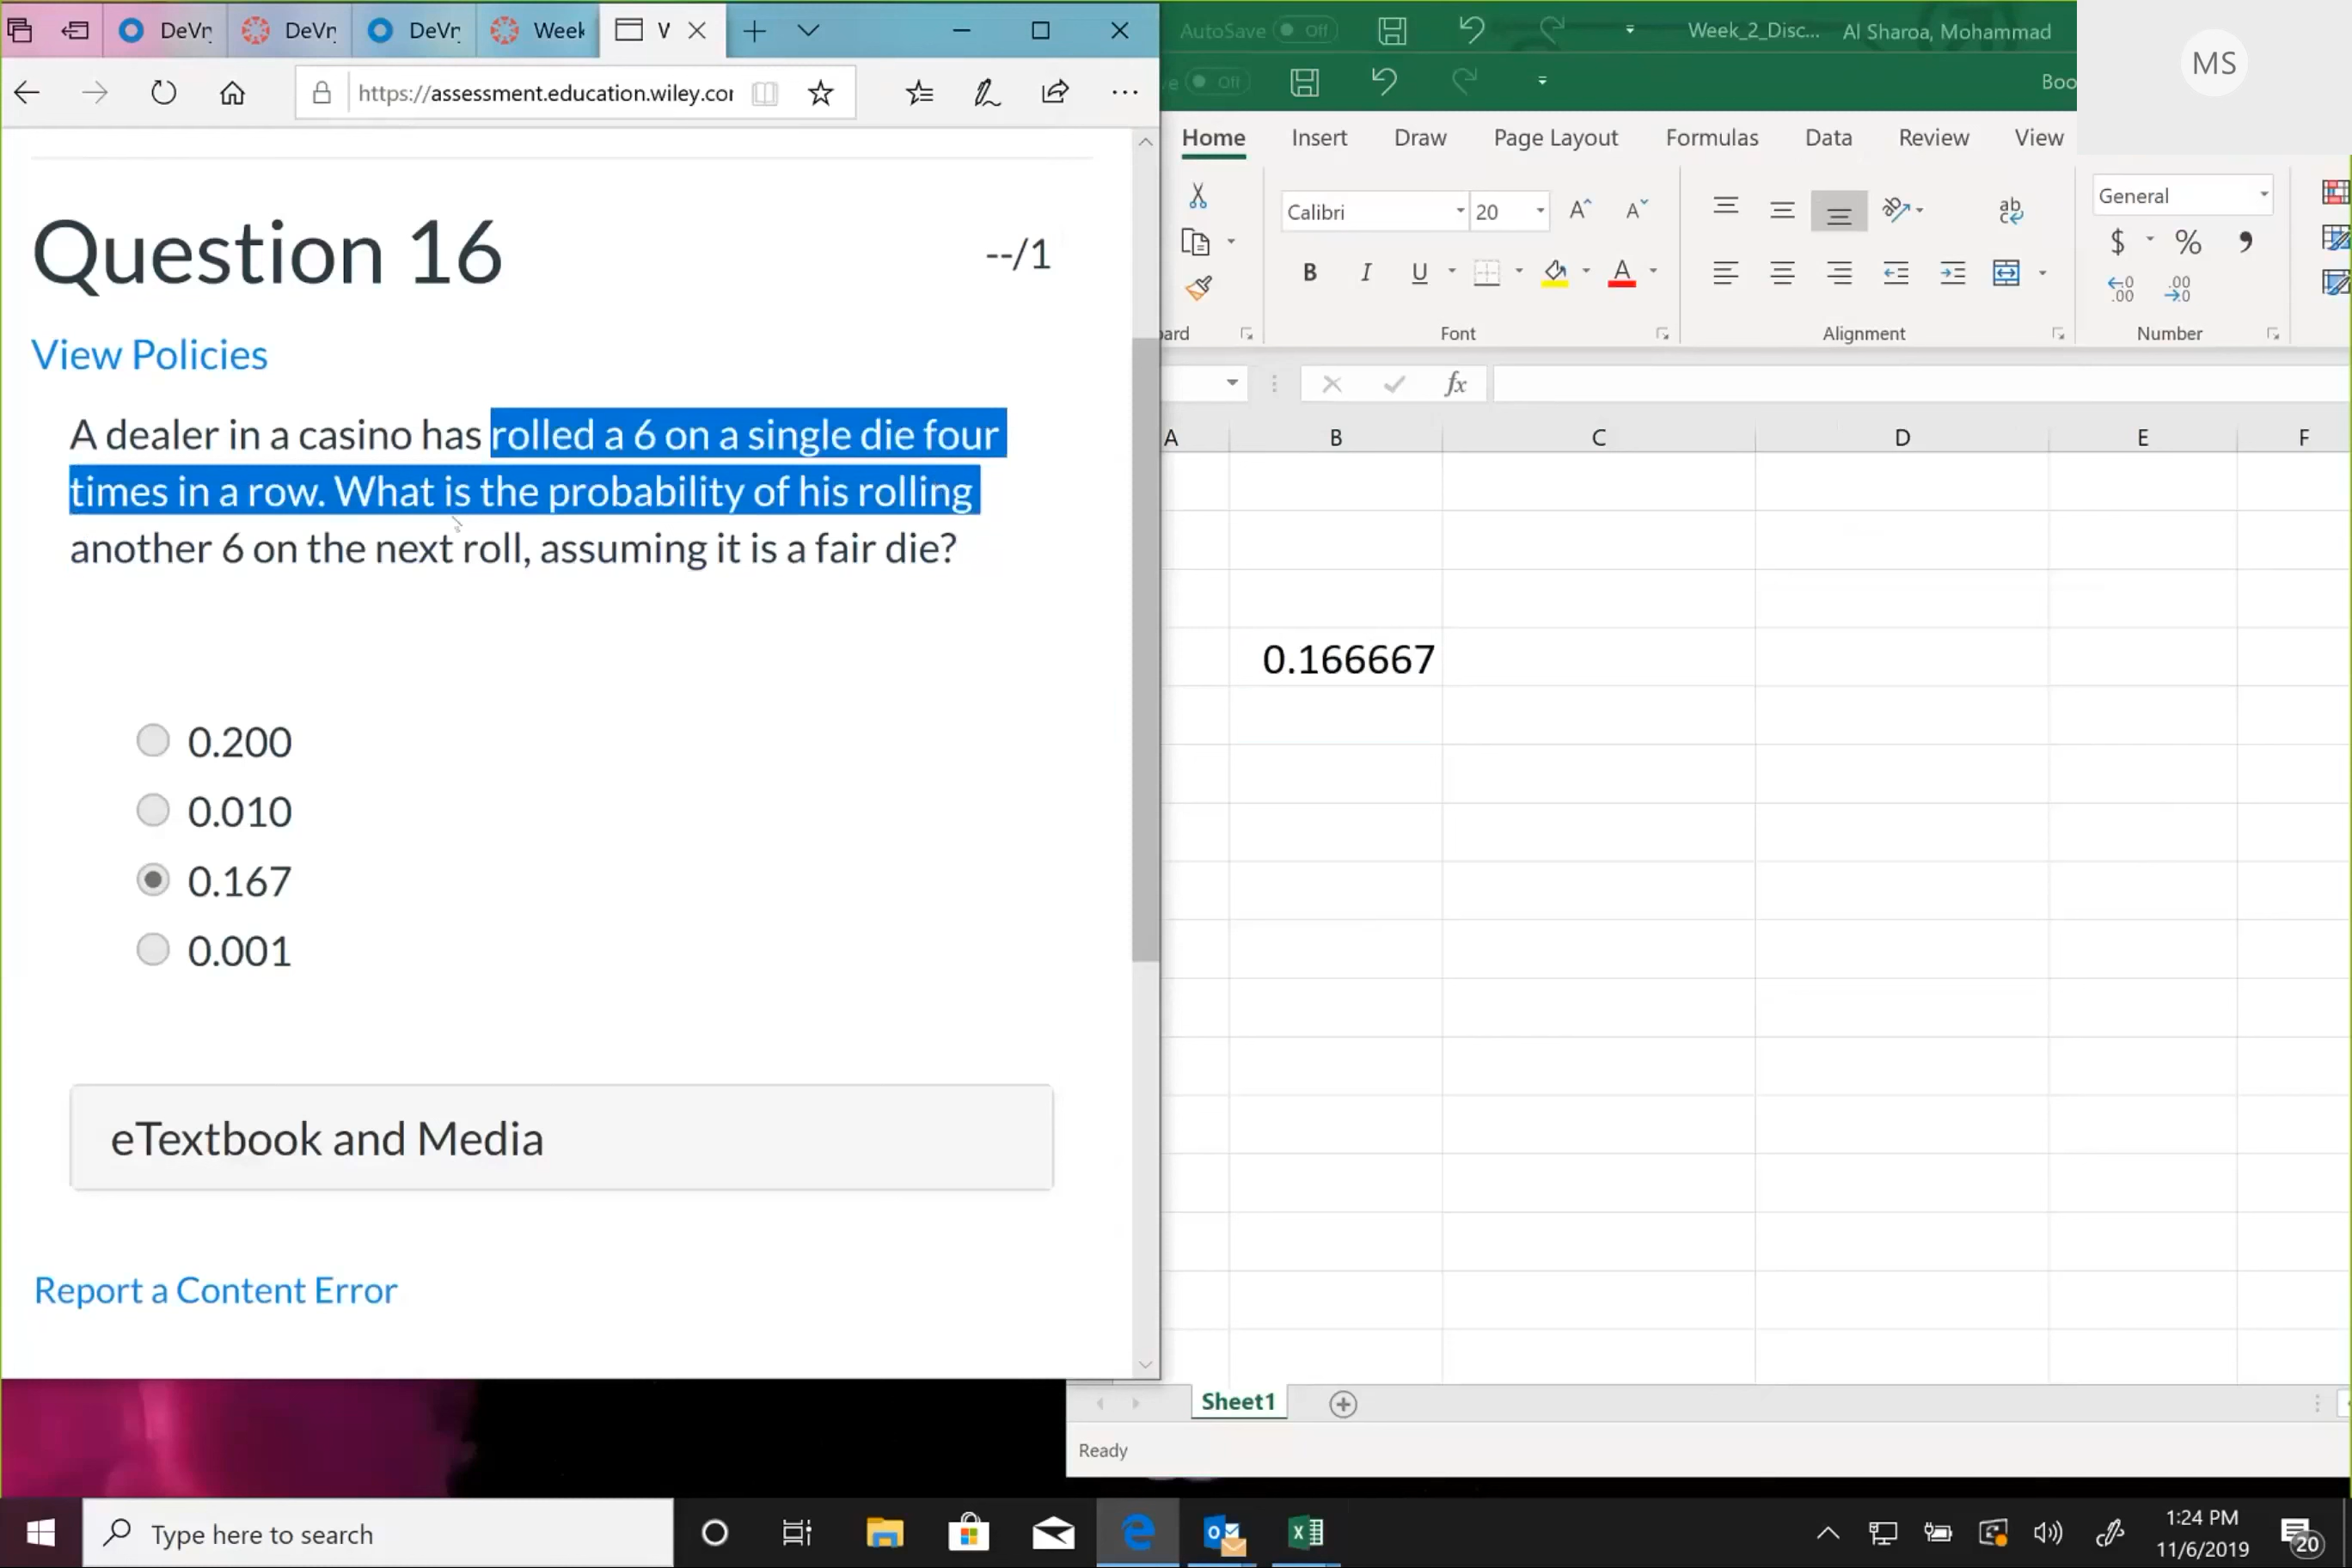 DeVr
DeVr
DeVr
Week
V
https://assessment.education.wiley.cor
Question 16
--/1
View Policies
A dealer in a casino has rolled a 6 on a single die four
times in a row. What is the probability of his rolling
another 6 on the next roll, assuming it is a fair die?
0.200
0.010
0.167
0.001
eTextbook and Media
Report a Content Error
AutoSave Off
Week_2_Disc...
Al Sharoa, Mohammad
MS
e Off
Boo
Home
Insert
Draw
Page Layout
Formulas
Data
Review
View
Calibri
20
General
ard
Font
Alignment
Number
fx
A
B
C
D
E
F
0.166667
Sheet1
Ready
Type here to search
1:24 PM
11/6/2019
20